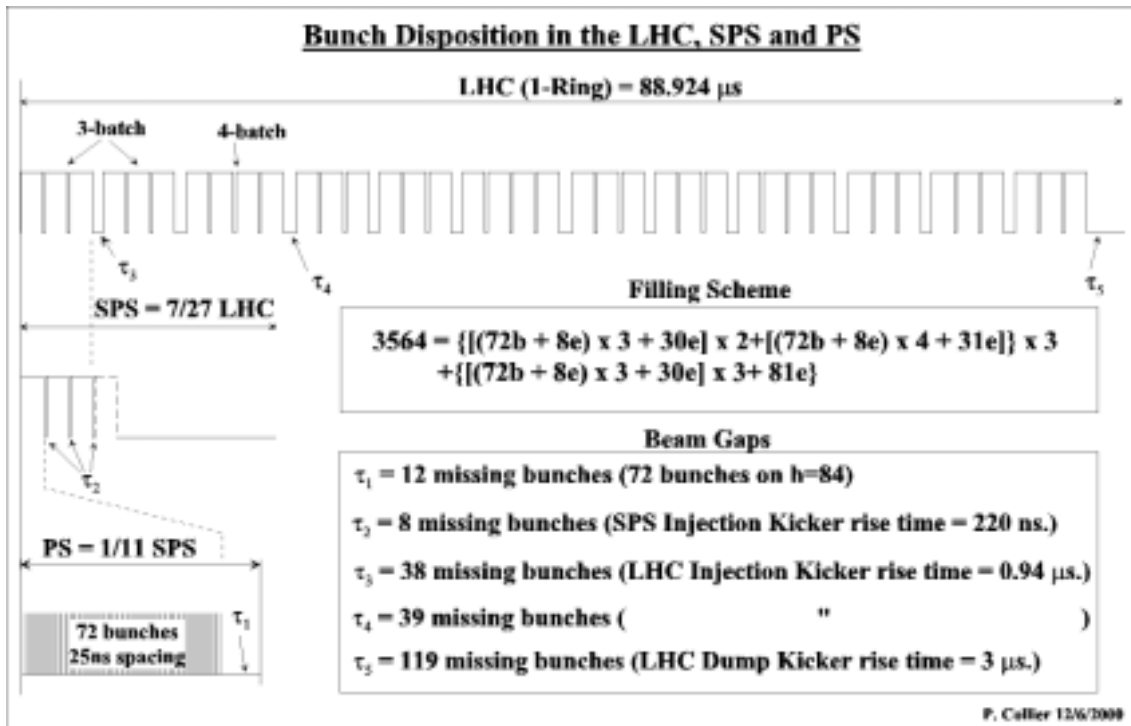 Bunch Disposition in the LHC, SPS and PS
LHC (1-Ring) = 88.924 μs
3-batch
4-batch
τ3
τ4
τ5
SPS = 7/27 LHC
Filling Scheme
3564 = {[(72b + 8e) x 3 + 30e] x 2+[(72b + 8e) x 4 + 31e]} x 3
+{[(72b + 8e) x 3 + 30e] x 3+ 81e}
τ2
Beam Gaps
τ1 = 12 missing bunches (72 bunches on h=84)
τ2 = 8 missing bunches (SPS Injection Kicker rise time = 220 ns.)
τ3 = 38 missing bunches (LHC Injection Kicker rise time = 0.94 μs.)
τ4 = 39 missing bunches ( " )
τ5 = 119 missing bunches (LHC Dump Kicker rise time = 3 μs.)
PS = 1/11 SPS
τ1
72 bunches
25ns spacing
P. Collier 12/6/2000